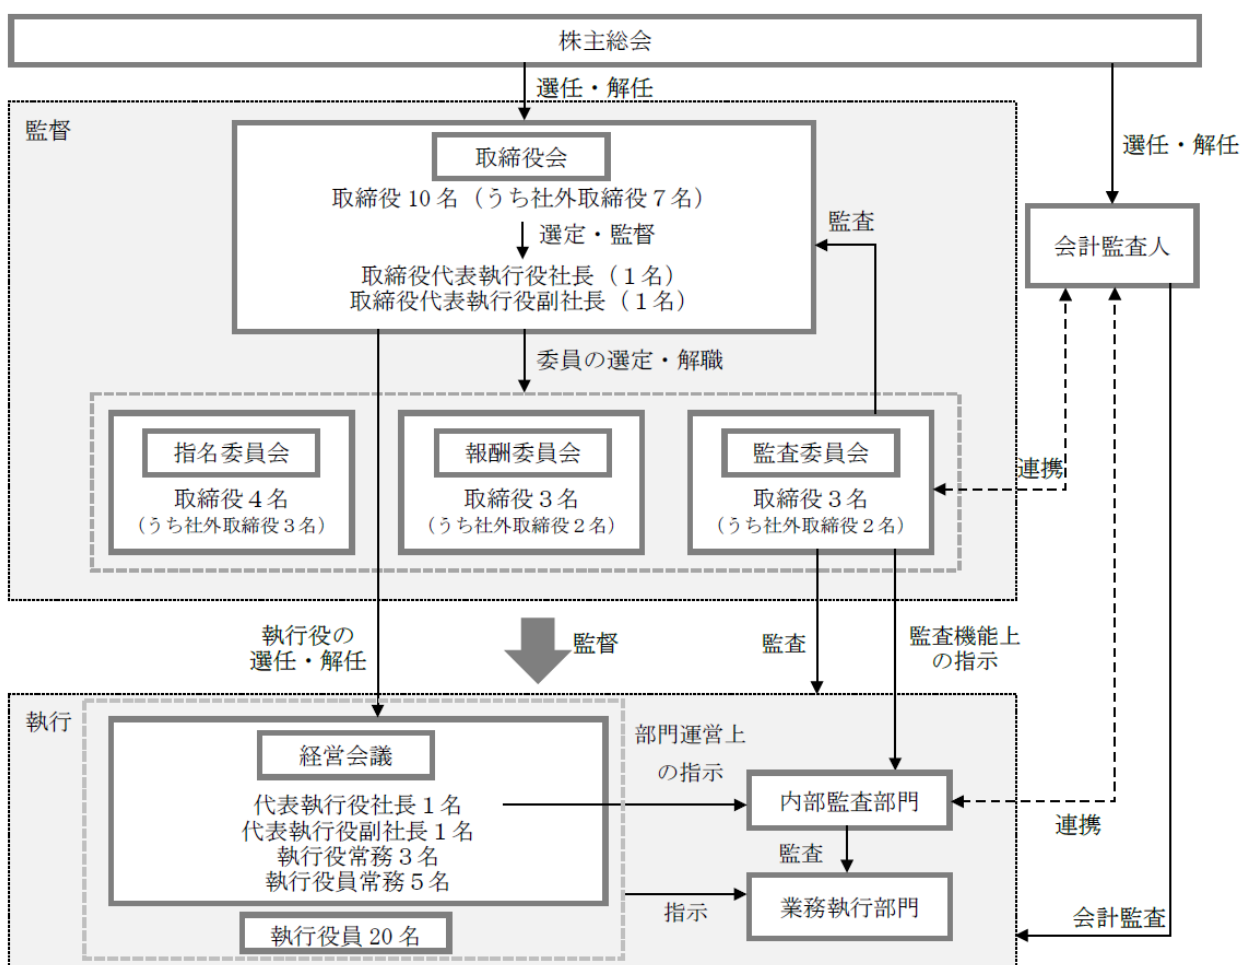 株主総会
選任・解任
監督
取締役会
取締役 10 名（うち社外取締役７名）
選定・監督
取締役代表執行役社長（１名）
取締役代表執行役副社長（１名）
監査
選任・解任
会計監査人
委員の選定・解職
指名委員会
取締役４名
（うち社外取締役３名）
報酬委員会
取締役３名
（うち社外取締役２名）
監査委員会
取締役３名
（うち社外取締役２名）
連携
執行役の
選任・解任
監督
監査
監査機能上
の指示
執行
経営会議
代表執行役社長１名
代表執行役副社長１名
執行役常務３名
執行役員常務５名
執行役員 20 名
部門運営上
の指示
内部監査部門
連携
監査
指示
業務執行部門
会計監査